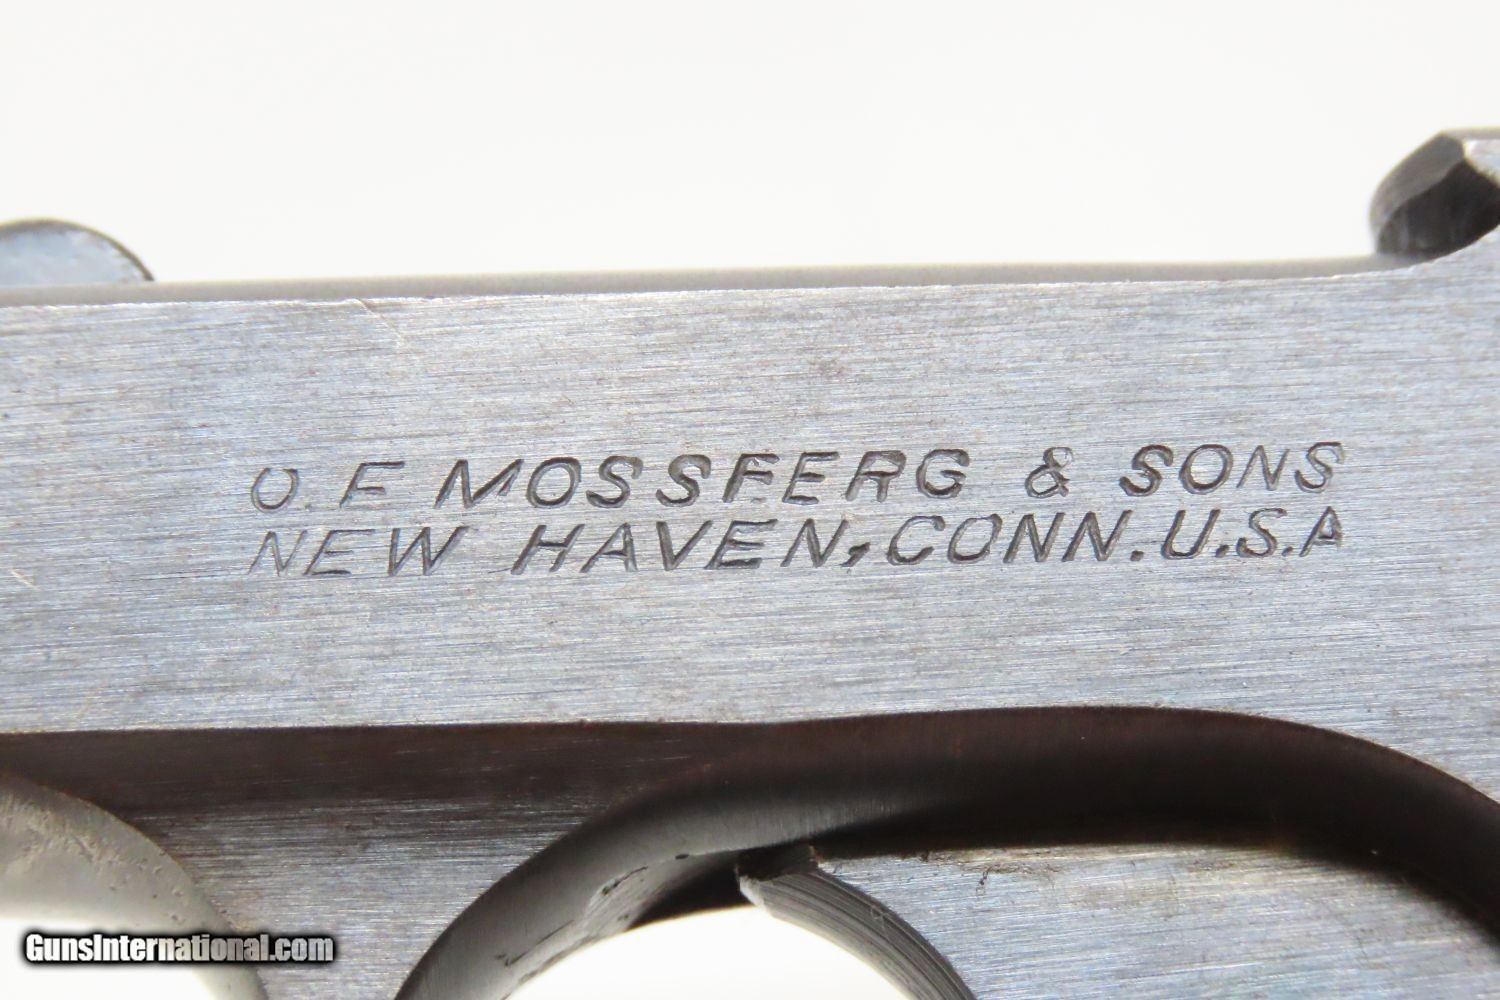 O.F. MOSSFERG & SONS
NEW HAVEN, CONN. U.S.A
GunsInternational.com